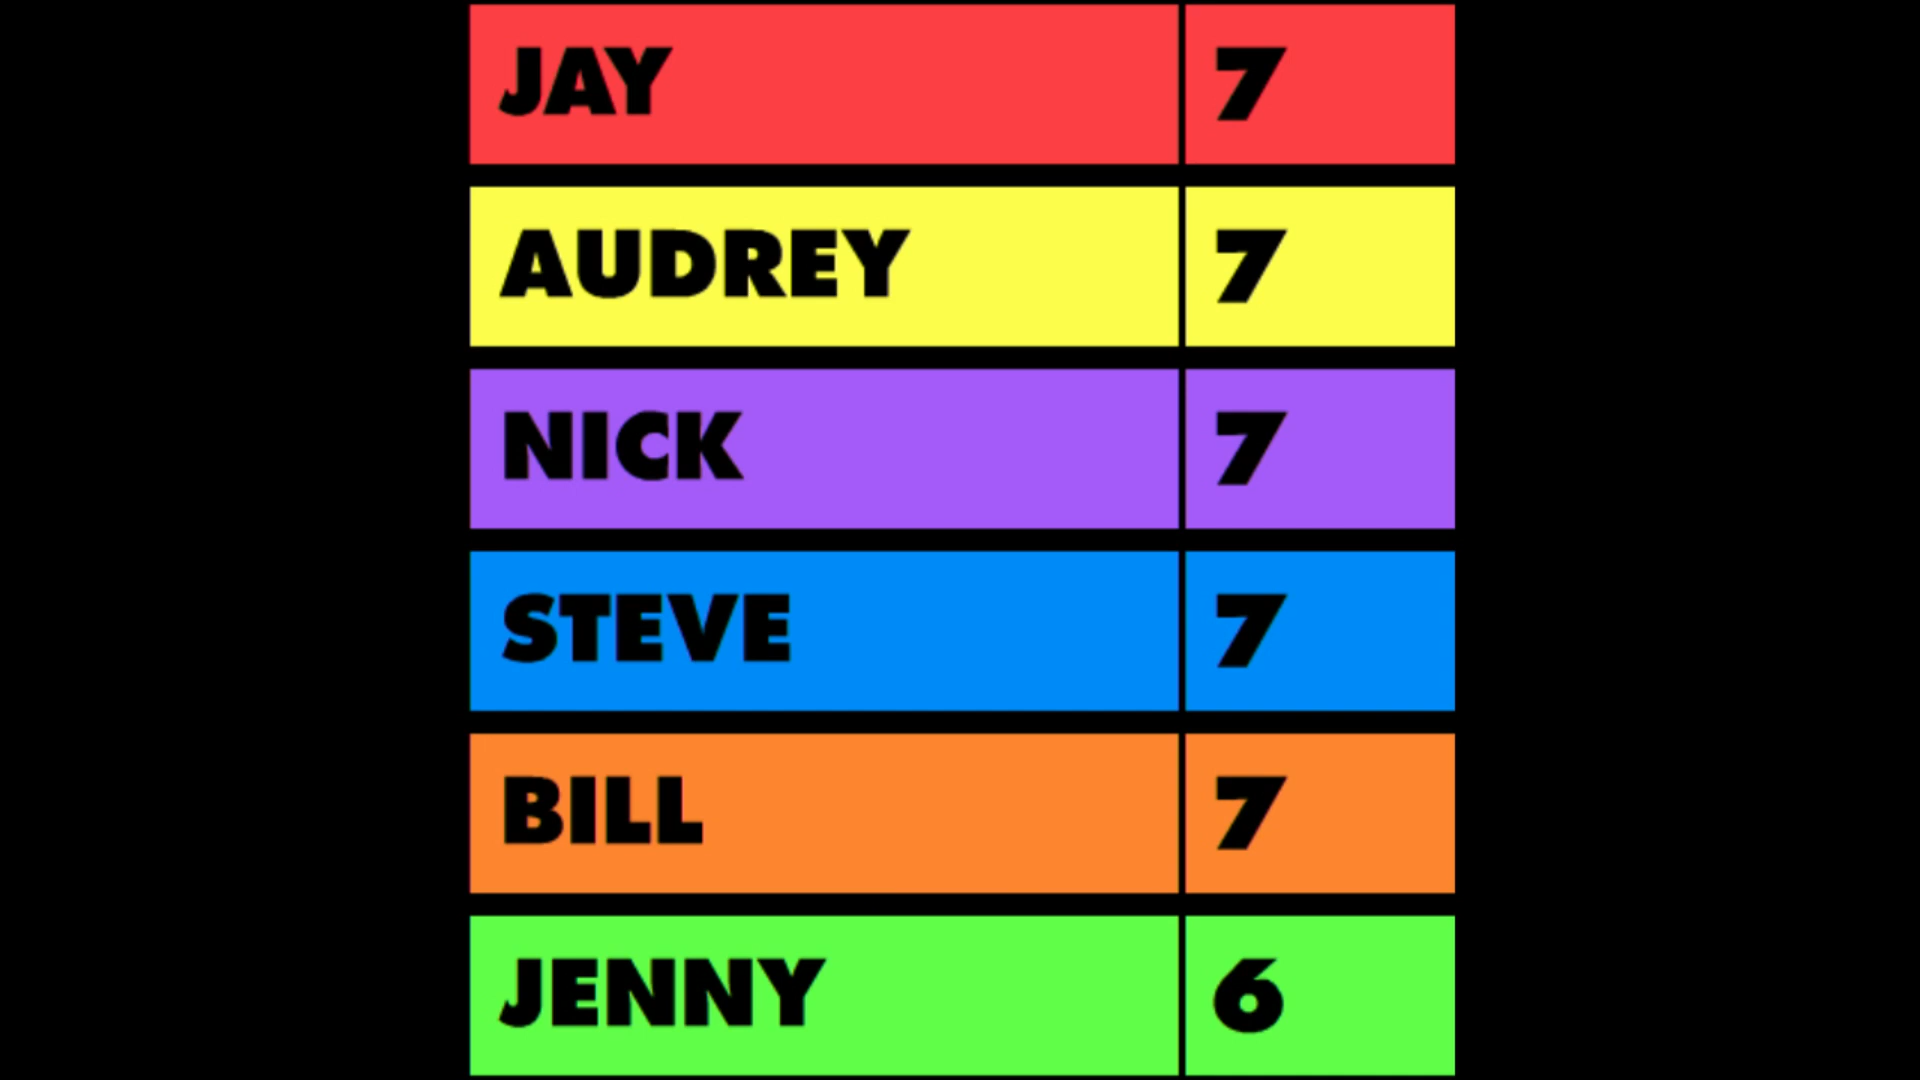 JAY 7
AUDREY 7
NICK 7
STEVE 7
BILL 7
JENNY 6